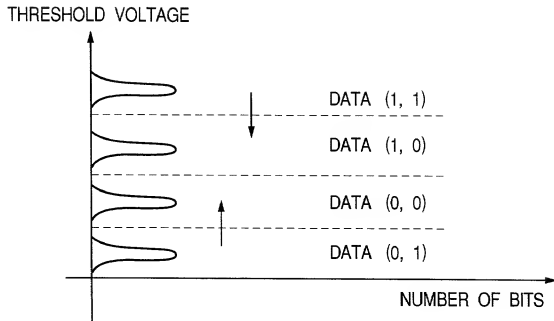 THRESHOLD VOLTAGE
DATA (1, 1)
DATA (1, 0)
DATA (0, 0)
DATA (0, 1)
NUMBER OF BITS